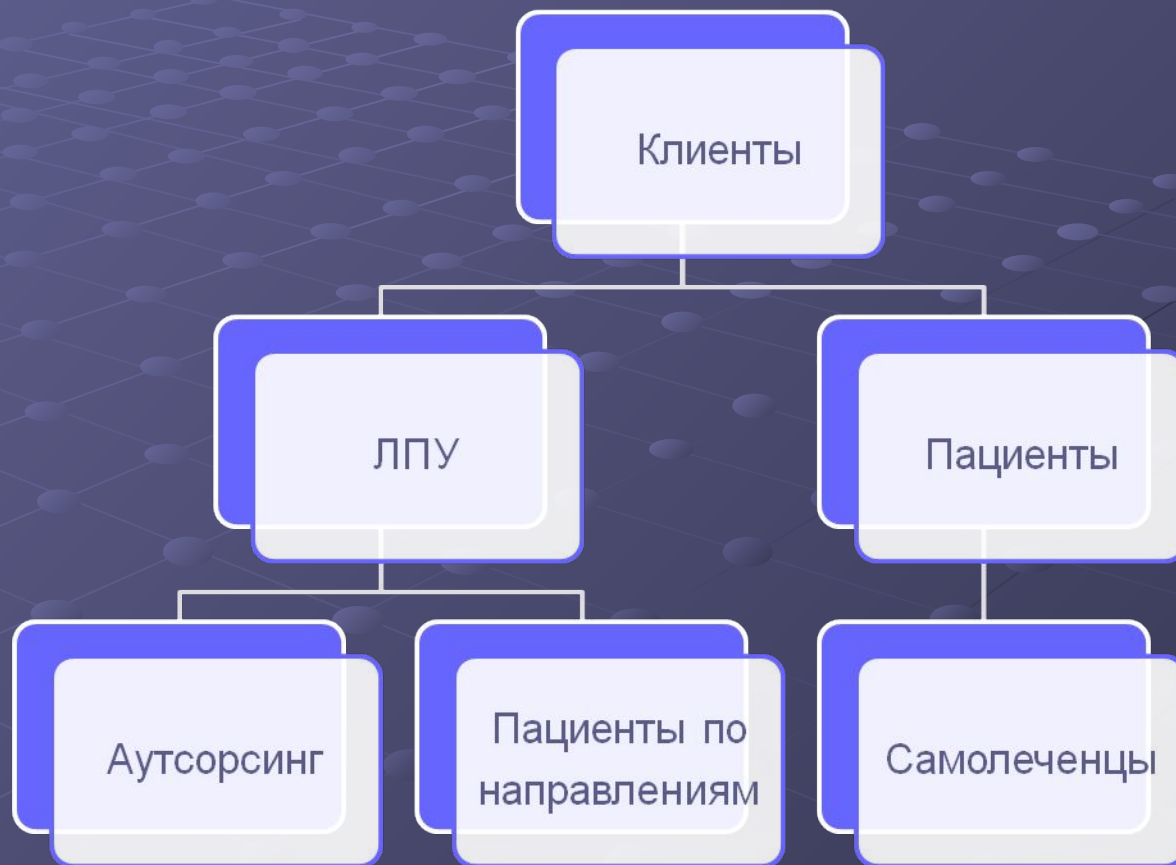 Клиенты
ЛПУ
Пациенты
Аутсорсинг
Пациенты по
направлениям
Самолеченцы